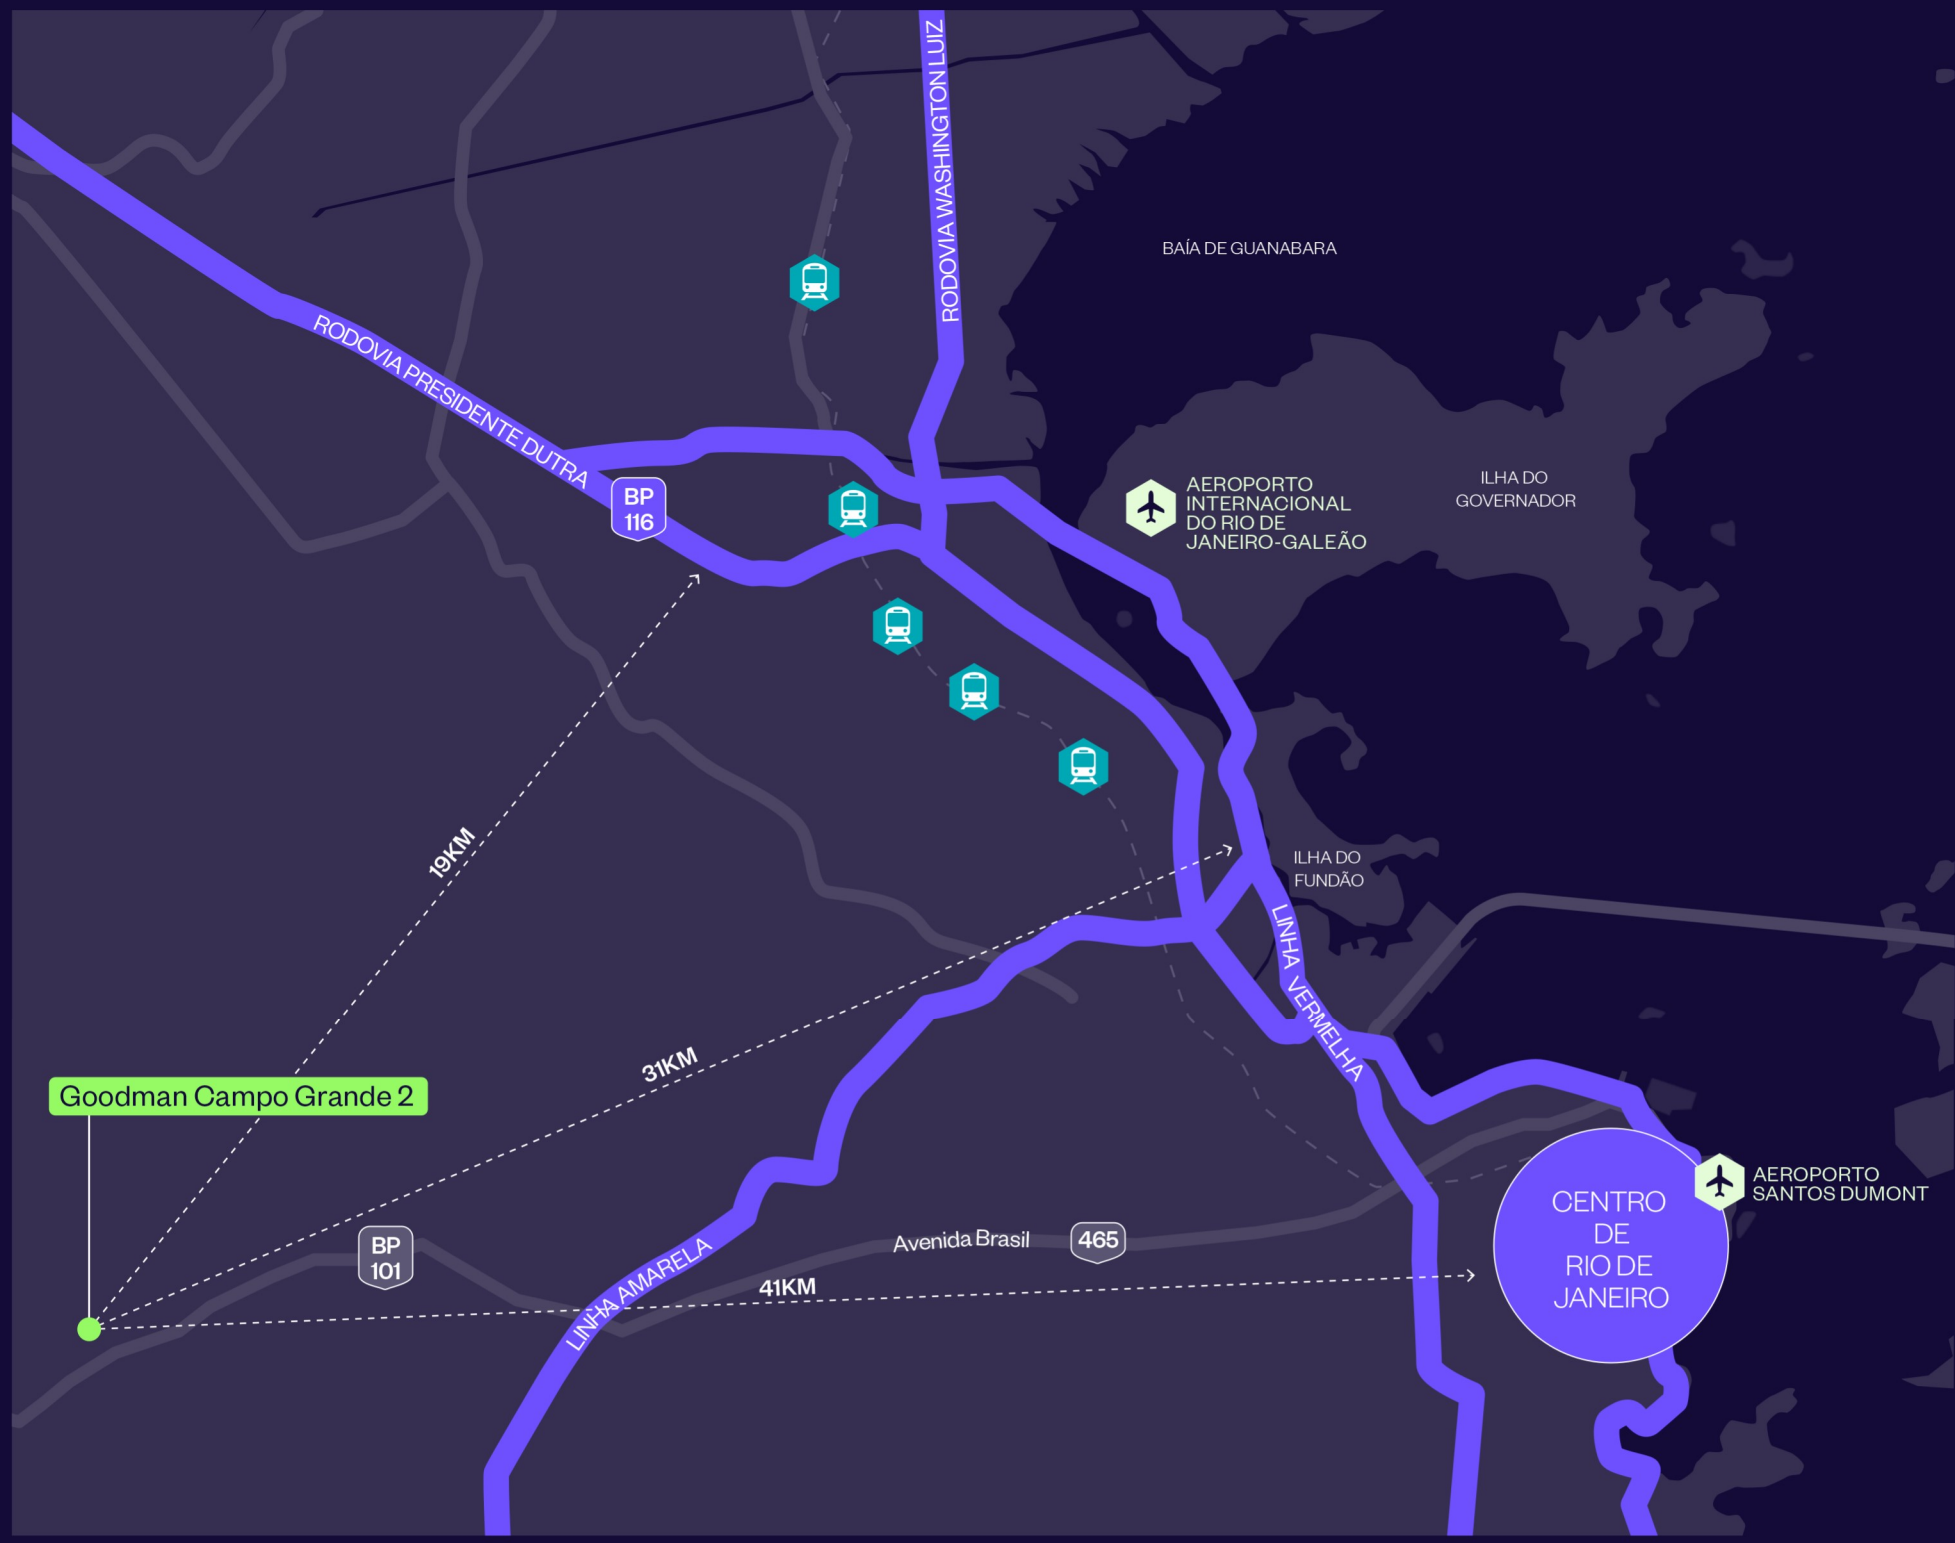 RODOVIA WASHINGTON LUIZ
BAÍA DE GUANABARA
RODOVIA PRESIDENTE DUTRA
BP
116
AEROPORTO
INTERNACIONAL
DO RIO DE
JANEIRO-GALEÃO
ILHA DO
GOVERNADOR
19KM
ILHA DO
FUNDÃO
LINHA VERMELHA
31KM
Goodman Campo Grande 2
AEROPORTO
SANTOS DUMONT
CENTRO
DE
RIO DE
JANEIRO
BP
101
Avenida Brasil
465
LINHA AMARELA
41KM